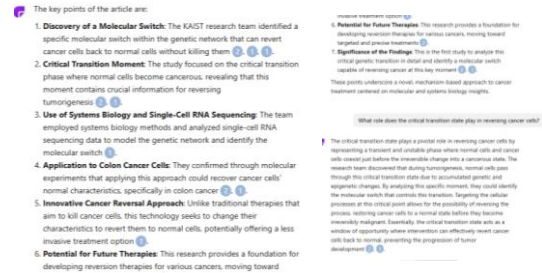 The key points of the article are:
1. Discovery of a Molecular Switch: The KAIST research team identified a
specific molecular switch within the genetic network that can revert
cancer cells back to normal cells without killing them 2. 1. 1.
2. Critical Transition Moment: The study focused on the critical transition
phase where normal cells become cancerous, revealing that this
moment contains crucial information for reversing
tumorigenesis 2. 1.
3. Use of Systems Biology and Single-Cell RNA Sequencing: The team
employed systems biology methods and analyzed single-cell RNA
sequencing data to model the genetic network and identify the
molecular switch 1.
4. Application to Colon Cancer Cells: They confirmed through molecular
experiments that applying this approach could recover cancer cells'
normal characteristics, specifically in colon cancer 2. 1.
5. Innovative Cancer Reversal Approach: Unlike traditional therapies that
aim to kill cancer cells, this technology seeks to change their
characteristics to revert them to normal cells, potentially offering a less
invasive treatment option 1.
6. Potential for Future Therapies: This research provides a foundation for
developing reversion therapies for various cancers, moving toward
invasive treatment option
6. Potential for Future Therapies: This research provides a foundation for
developing reversion therapies for various cancers, moving toward
targeted and precise treatments 2.
7. Significance of the Findings: This is the first study to analyze this
critical genetic transition in detail and identify a molecular switch
capable of reversing cancer at this key moment 2. 1.
These points underscore a novel, mechanism-based approach to cancer
treatment centered on molecular and systems biology insights.
What role does the critical transition state play in reversing cancer cells?
The critical transition state plays a pivotal role in reversing cancer cells by
representing a transient and unstable phase where normal cells and cancer
cells coexist just before the irreversible change into a cancerous state. The
research team discovered that during tumorigenesis, normal cells pass
through this critical transition state due to accumulated genetic and
epigenetic changes. By analyzing this specific moment, they could identify
the molecular switch that controls this transition. Targeting the cellular
processes at this critical point allows for the possibility of reversing the
process, restoring cancer cells to a normal state before they become
irreversibly malignant. Essentially, the critical transition state acts as a
window of opportunity where intervention can effectively revert cancer
cells back to normal, preventing the progression of tumor
development 2. 1.